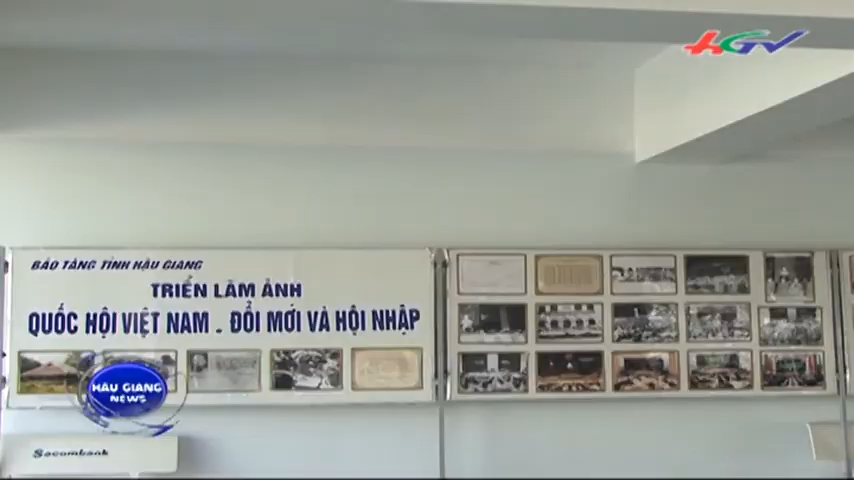 HGV
BẢO TÀNG TỈNH HẬU GIANG
TRIỂN LÃM ẢNH
QUỐC HỘI VIỆT NAM . ĐỔI MỚI VÀ HỘI NHẬP
HẬU GIANG
NEWS
Sacombank